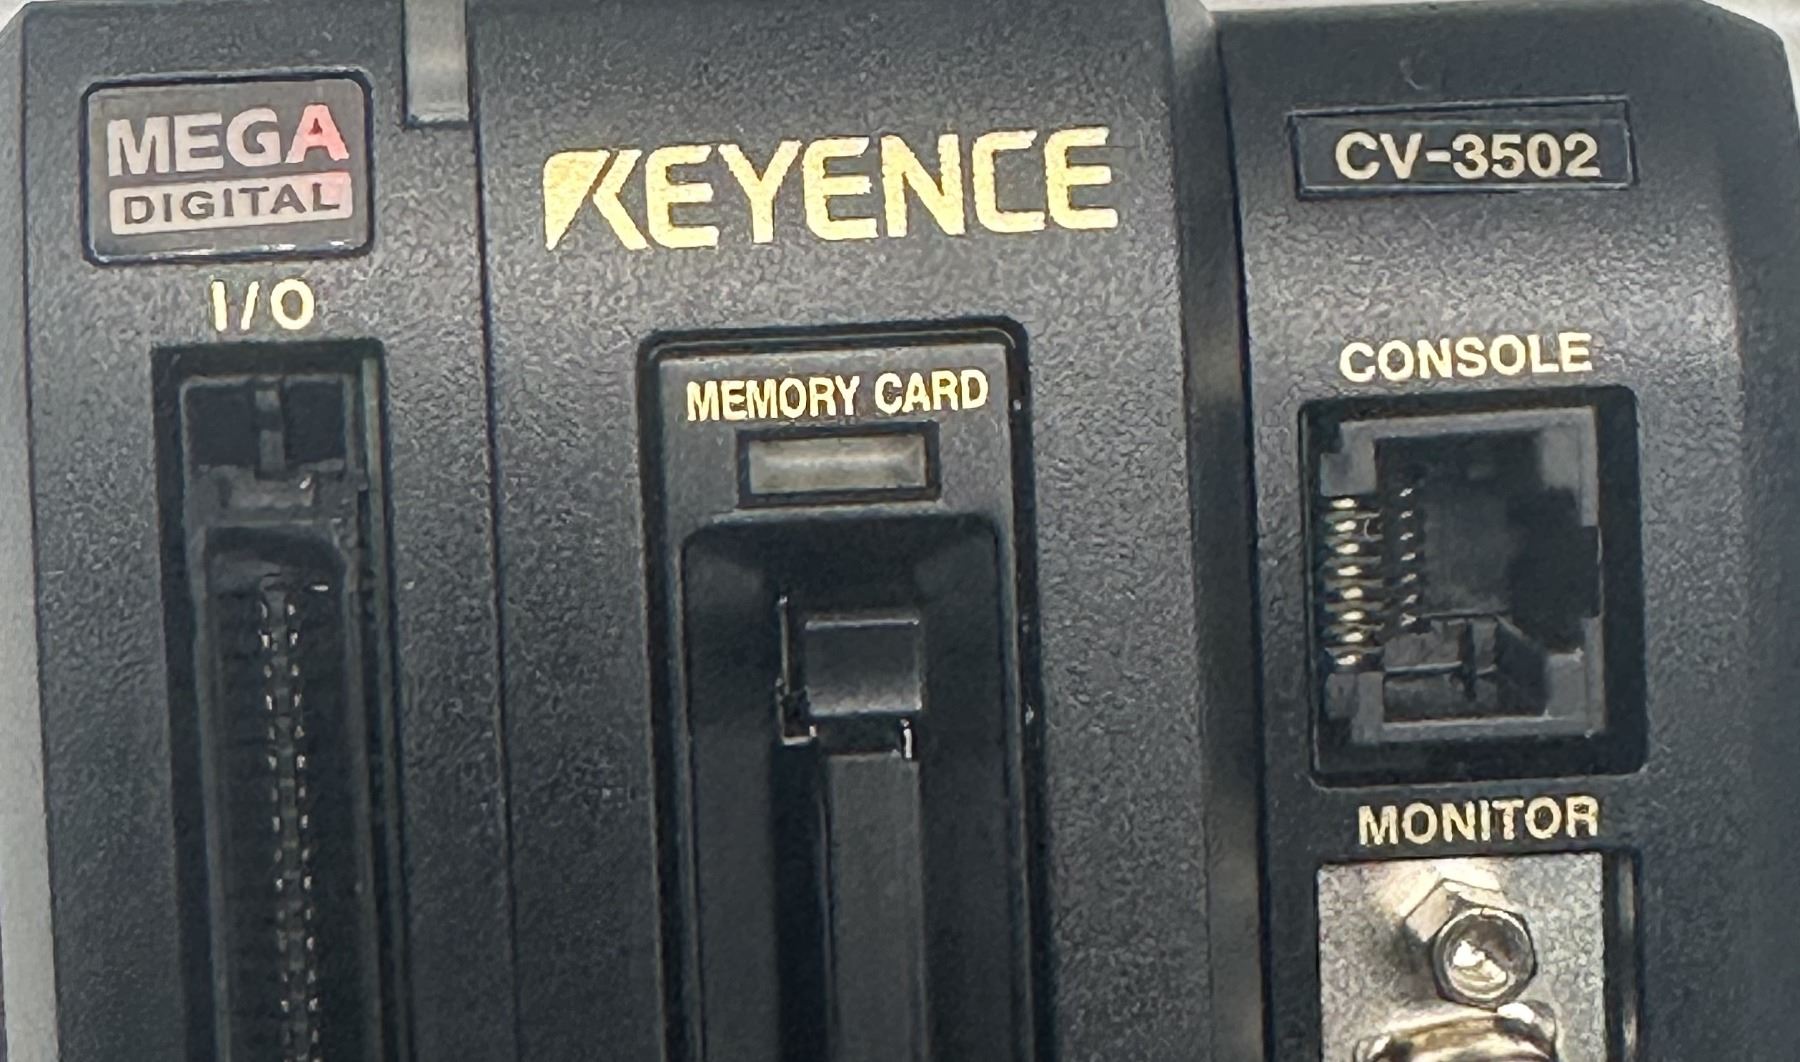 MEGA
DIGITAL
I/O
KEYENCE
MEMORY CARD
CV-3502
CONSOLE
MONITOR